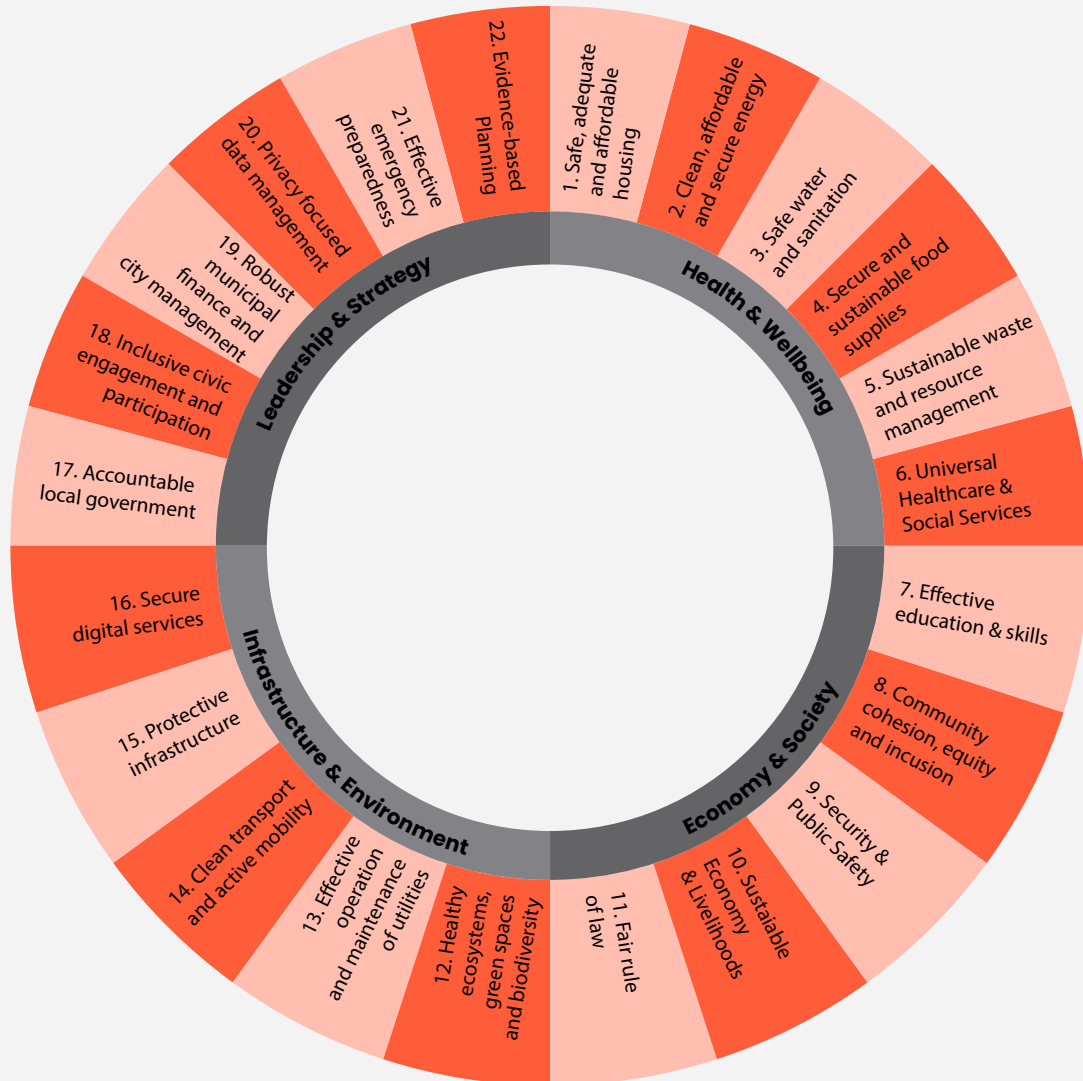 Health & Wellbeing
1. Safe, adequate
and affordable
housing
2. Clean, affordable
and secure energy
3. Safe water
and sanitation
4. Secure and
sustainable food
supplies
5. Sustainable waste
and resource
management
6. Universal
Healthcare &
Social Services
Economy & Society
7. Effective
education & skills
8. Community
cohesion, equity
and incusion
9. Security &
Public Safety
10. Sustaiable
Economy
& Livelihoods
11. Fair rule
of law
Infrastructure & Environment
12. Healthy
ecosystems,
green spaces
and biodiversity
13. Effective
operation
and maintenance
of utilities
14. Clean transport
and active mobility
15. Protective
infrastructure
16. Secure
digital services
Leadership & Strategy
17. Accountable
local government
18. Inclusive civic
engagement and
participation
19. Robust
municipal
finance and
city management
20. Privacy focused
data management
21. Effective
emergency
preparedness
22. Evidence-based
Planning